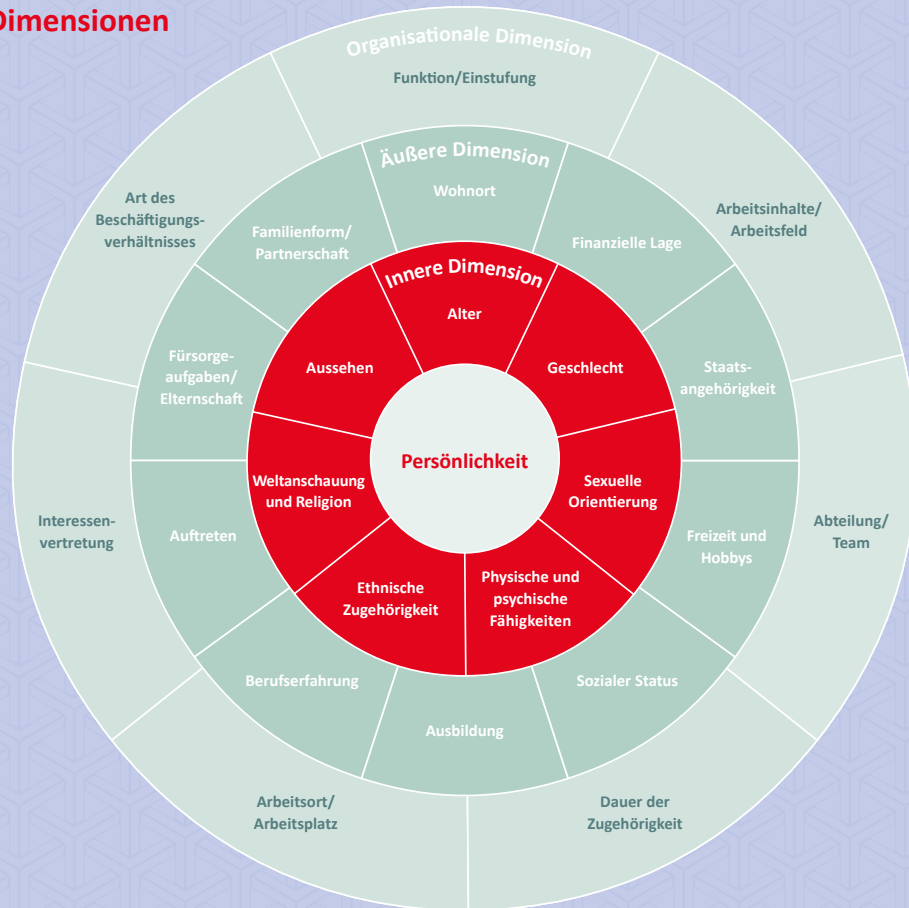 Dimensionen
Organisationale Dimension
Funktion/Einstufung
Arbeitsinhalte/
Arbeitsfeld
Abteilung/
Team
Dauer der
Zugehörigkeit
Arbeitsort/
Arbeitsplatz
Interessen-
vertretung
Art des
Beschäftigungs-
verhältnisses
Äußere Dimension
Wohnort
Finanzielle Lage
Staats-
angehörigkeit
Freizeit und
Hobbys
Sozialer Status
Ausbildung
Berufserfahrung
Auftreten
Fürsorge-
aufgaben/
Elternschaft
Familienform/
Partnerschaft
Innere Dimension
Alter
Geschlecht
Sexuelle
Orientierung
Physische und
psychische
Fähigkeiten
Ethnische
Zugehörigkeit
Weltanschauung
und Religion
Aussehen
Persönlichkeit